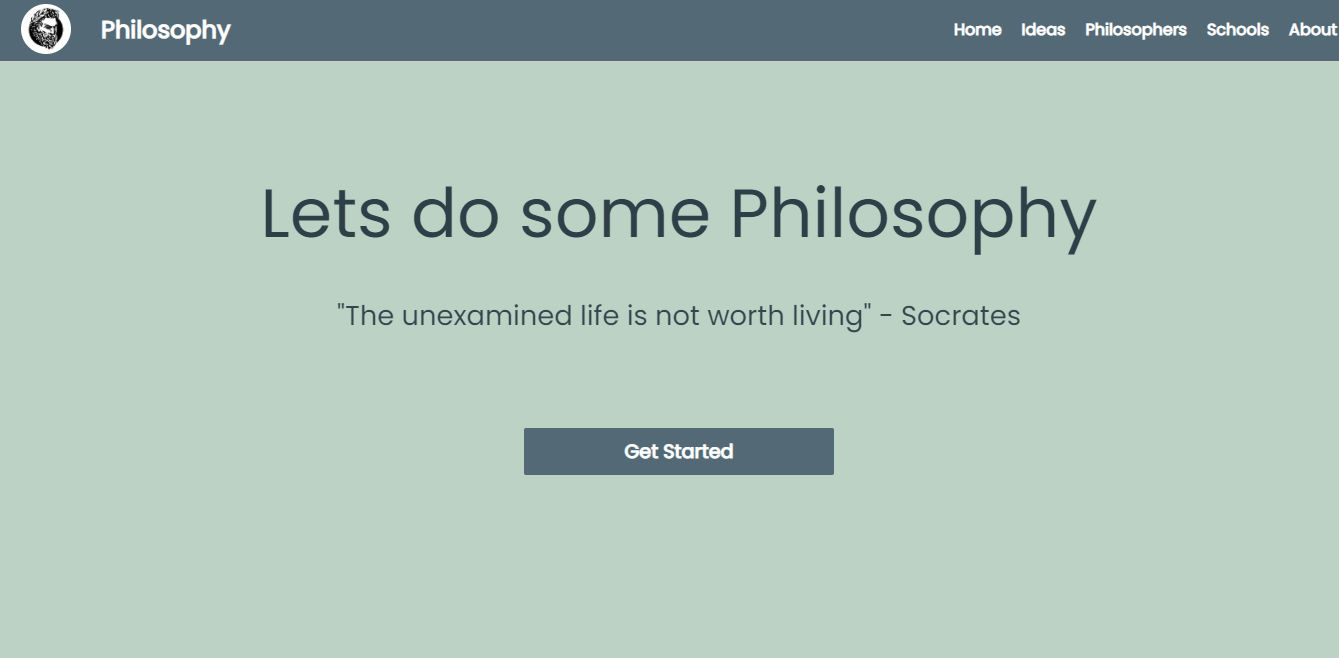 Philosophy Home Ideas Philosophers Schools About
Lets do some Philosophy
"The unexamined life is not worth living" - Socrates
Get Started